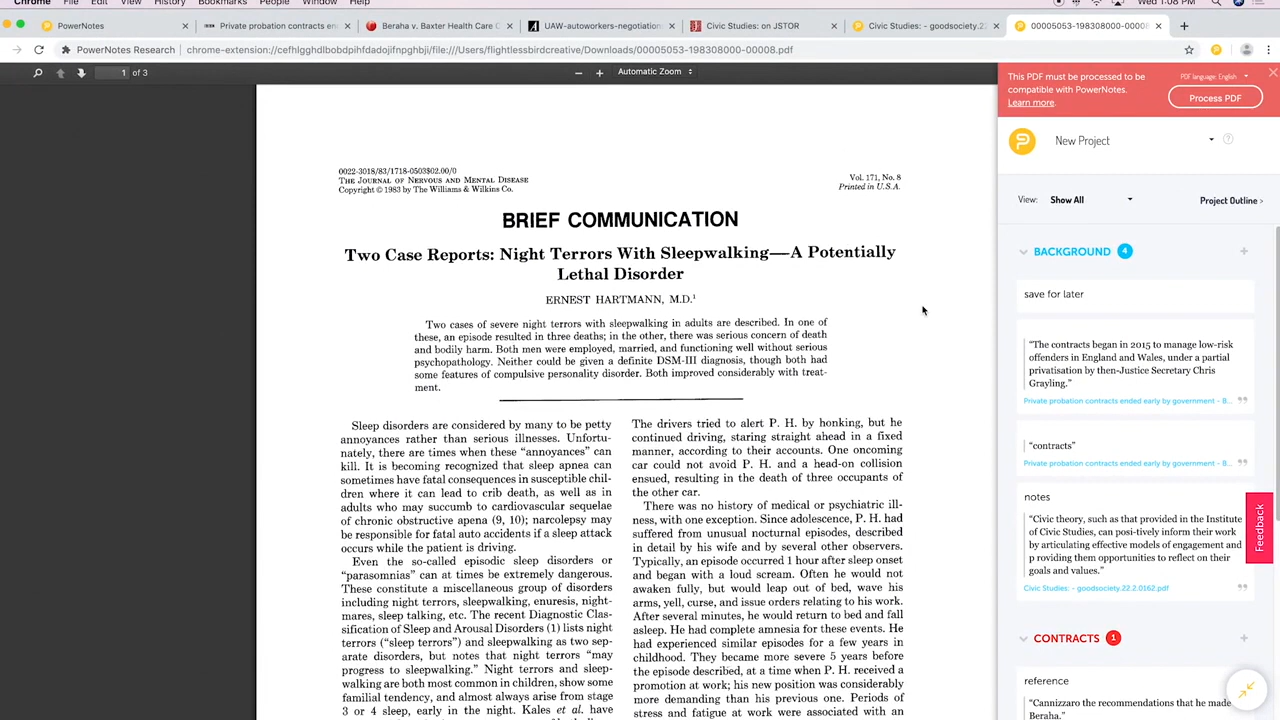 Chrome File Edit View History Bookmarks People Window Help
Wed 1:08 PM
PowerNotes
Private probation contracts en
Beraha v. Baxter Health Care C
UAW-autoworkers-negotiation
Civic Studies: on JSTOR
Civic Studies: - goodsociety.22.
00005053-198308000-00008.
PowerNotes Research
chrome-extension://cefhlgghdlbobdpihfdadojifnpghbji/file:///Users/flightlessbirdcreative/Downloads/00005053-198308000-00008.pdf
1 of 3
Automatic Zoom
0022-3018/83/1718-0503$02.00/0
THE JOURNAL OF NERVOUS AND MENTAL DISEASE
Copyright © 1983 by The Williams & Wilkins Co.
Vol. 171, No. 8
Printed in U.S.A.
BRIEF COMMUNICATION
Two Case Reports: Night Terrors With Sleepwalking—A Potentially
Lethal Disorder
ERNEST HARTMANN, M.D.¹
Two cases of severe night terrors with sleepwalking in adults are described. In one of
these, an episode resulted in three deaths; in the other, there was serious concern of death
and bodily harm. Both men were employed, married, and functioning well without serious
psychopathology. Neither could be given a definite DSM-III diagnosis, though both had
some features of compulsive personality disorder. Both improved considerably with treat-
ment.
Sleep disorders are considered by many to be petty
annoyances rather than serious illnesses. Unfortu-
nately, there are times when these “annoyances” can
kill. It is becoming recognized that sleep apnea can
sometimes have fatal consequences in susceptible chil-
dren where it can lead to crib death, as well as in
adults who may succumb to cardiovascular sequelae
of chronic obstructive apena (9, 10); narcolepsy may
be responsible for fatal auto accidents if a sleep attack
occurs while the patient is driving.
Even the so-called episodic sleep disorders or
“parasomnias” can at times be extremely dangerous.
These constitute a miscellaneous group of disorders
including night terrors, sleepwalking, enuresis, night-
mares, sleep talking, etc. The recent Diagnostic Clas-
sification of Sleep and Arousal Disorders (1) lists night
terrors (“sleep terrors”) and sleepwalking as two sep-
arate disorders, but notes that night terrors “may
progress to sleepwalking.” Night terrors and sleep-
walking are both most common in children, show some
familial tendency, and almost always arise from stage
3 or 4 sleep, early in the night. Kales et al. have
The drivers tried to alert P. H. by honking, but he
continued driving, staring straight ahead in a fixed
manner, according to their accounts. One oncoming
car could not avoid P. H. and a head-on collision
ensued, resulting in the death of three occupants of
the other car.
There was no history of medical or psychiatric ill-
ness, with one exception. Since adolescence, P. H. had
suffered from unusual nocturnal episodes, described
in detail by his wife and by several other observers.
Typically, an episode occurred 1 hour after sleep onset
and began with a loud scream. Often he would not
awaken fully, but would leap out of bed, wave his
arms, yell, curse, and issue orders relating to his work.
After several minutes, he would return to bed and fall
asleep. He had complete amnesia for these events. He
had experienced similar episodes for a few years in
childhood. They became more severe 5 years before
the episode described, at a time when P. H. received a
promotion at work; his new position was considerably
more demanding than his previous one. Periods of
stress and fatigue at work were associated with an
This PDF must be processed to be
compatible with PowerNotes.
Learn more.
PDF language: English
Process PDF
New Project
View: Show All
Project Outline >
BACKGROUND 4
save for later
“The contracts began in 2015 to manage low-risk
offenders in England and Wales, under a partial
privatisation by then-Justice Secretary Chris
Grayling.”
Private probation contracts ended early by government - B...
“contracts”
Private probation contracts ended early by government - B...
notes
“Civic theory, such as that provided in the Institute
of Civic Studies, can posi-tively inform their work
by articulating effective models of engagement and
p roviding them opportunities to reflect on their
goals and values.”
Civic Studies: - goodsociety.22.2.0162.pdf
Feedback
CONTRACTS 1
reference
“Cannizzaro the recommendations that he made
Beraha.”